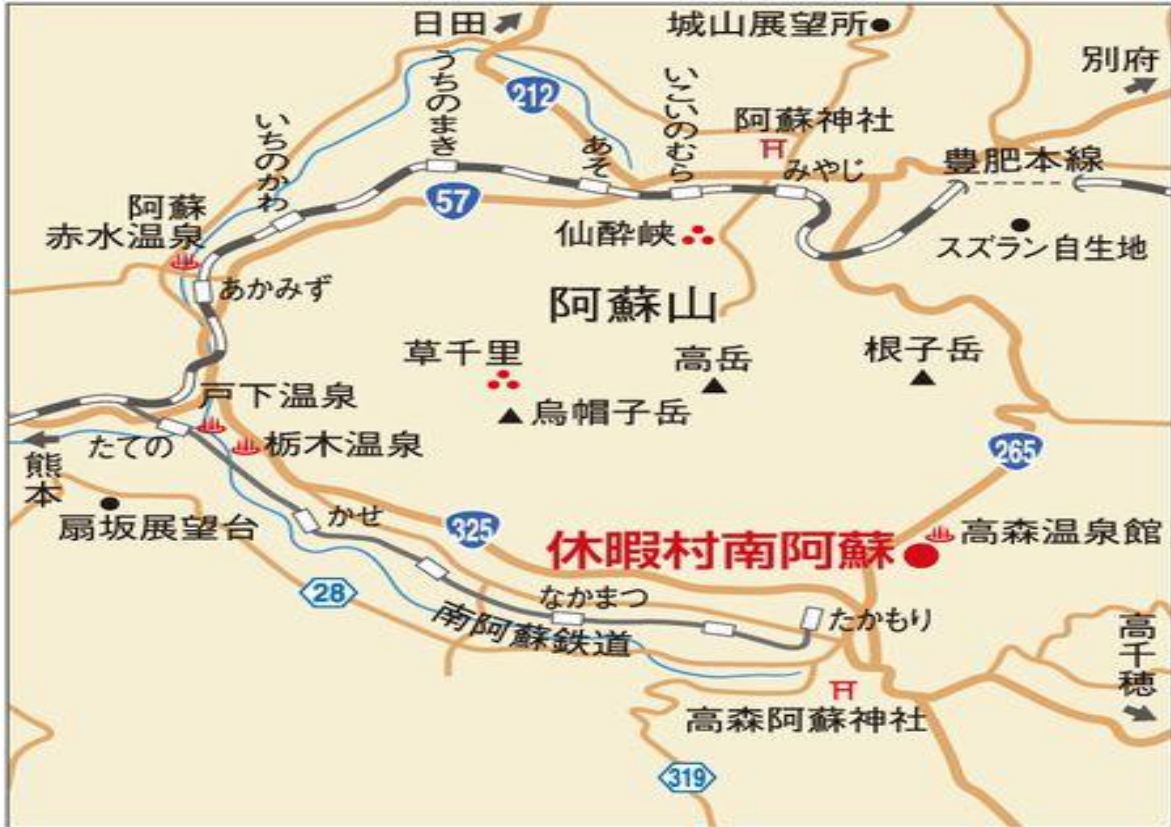 日田
城山展望所
別府
うちのまき
212
いこいのむら
阿蘇神社
いちのかわ
あそ
みやじ
豊肥本線
57
阿蘇
赤水温泉
仙酔峡
スズラン自生地
あかみず
阿蘇山
草千里
高岳
根子岳
戸下温泉
烏帽子岳
たての
栃木温泉
265
熊本
扇坂展望台
かせ
325
休暇村南阿蘇
高森温泉館
28
なかまつ
南阿蘇鉄道
たかもり
高千穂
高森阿蘇神社
319